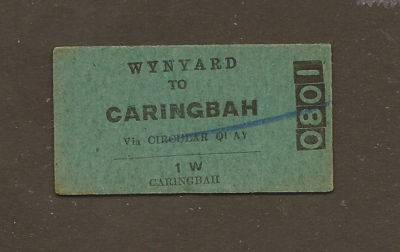 WYNYARD
TO
CARINGBAH
Via CIRCULAR QUAY
1 W
CARINGBAH
0801